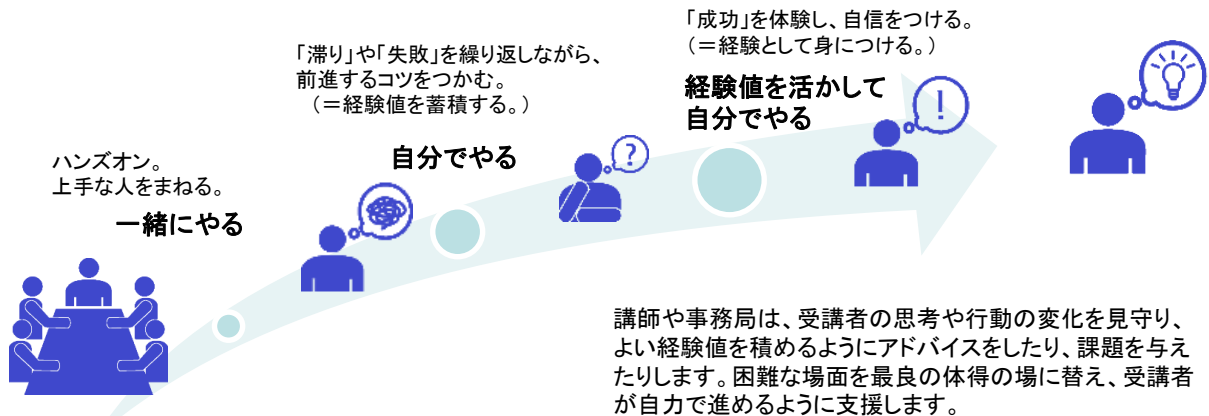 ハンズオン。
上手な人をまねる。
一緒にやる
「滞り」や「失敗」を繰り返しながら、
前進するコツをつかむ。
（＝経験値を蓄積する。）
自分でやる
?
「成功」を体験し、自信をつける。
（＝経験として身につける。）
経験値を活かして
自分でやる
!
講師や事務局は、受講者の思考や行動の変化を見守り、
よい経験値を積めるようにアドバイスをしたり、課題を与え
たりします。困難な場面を最良の体得の場に替え、受講者
が自力で進めるように支援します。